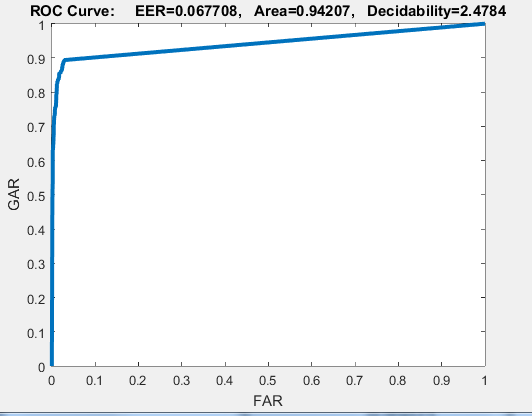 ROC Curve: EER=0.067708, Area=0.94207, Decidability=2.4784
1
0.9
0.8
0.7
0.6
0.5
0.4
0.3
0.2
0.1
0
GAR
0 0.1 0.2 0.3 0.4 0.5 0.6 0.7 0.8 0.9 1
FAR